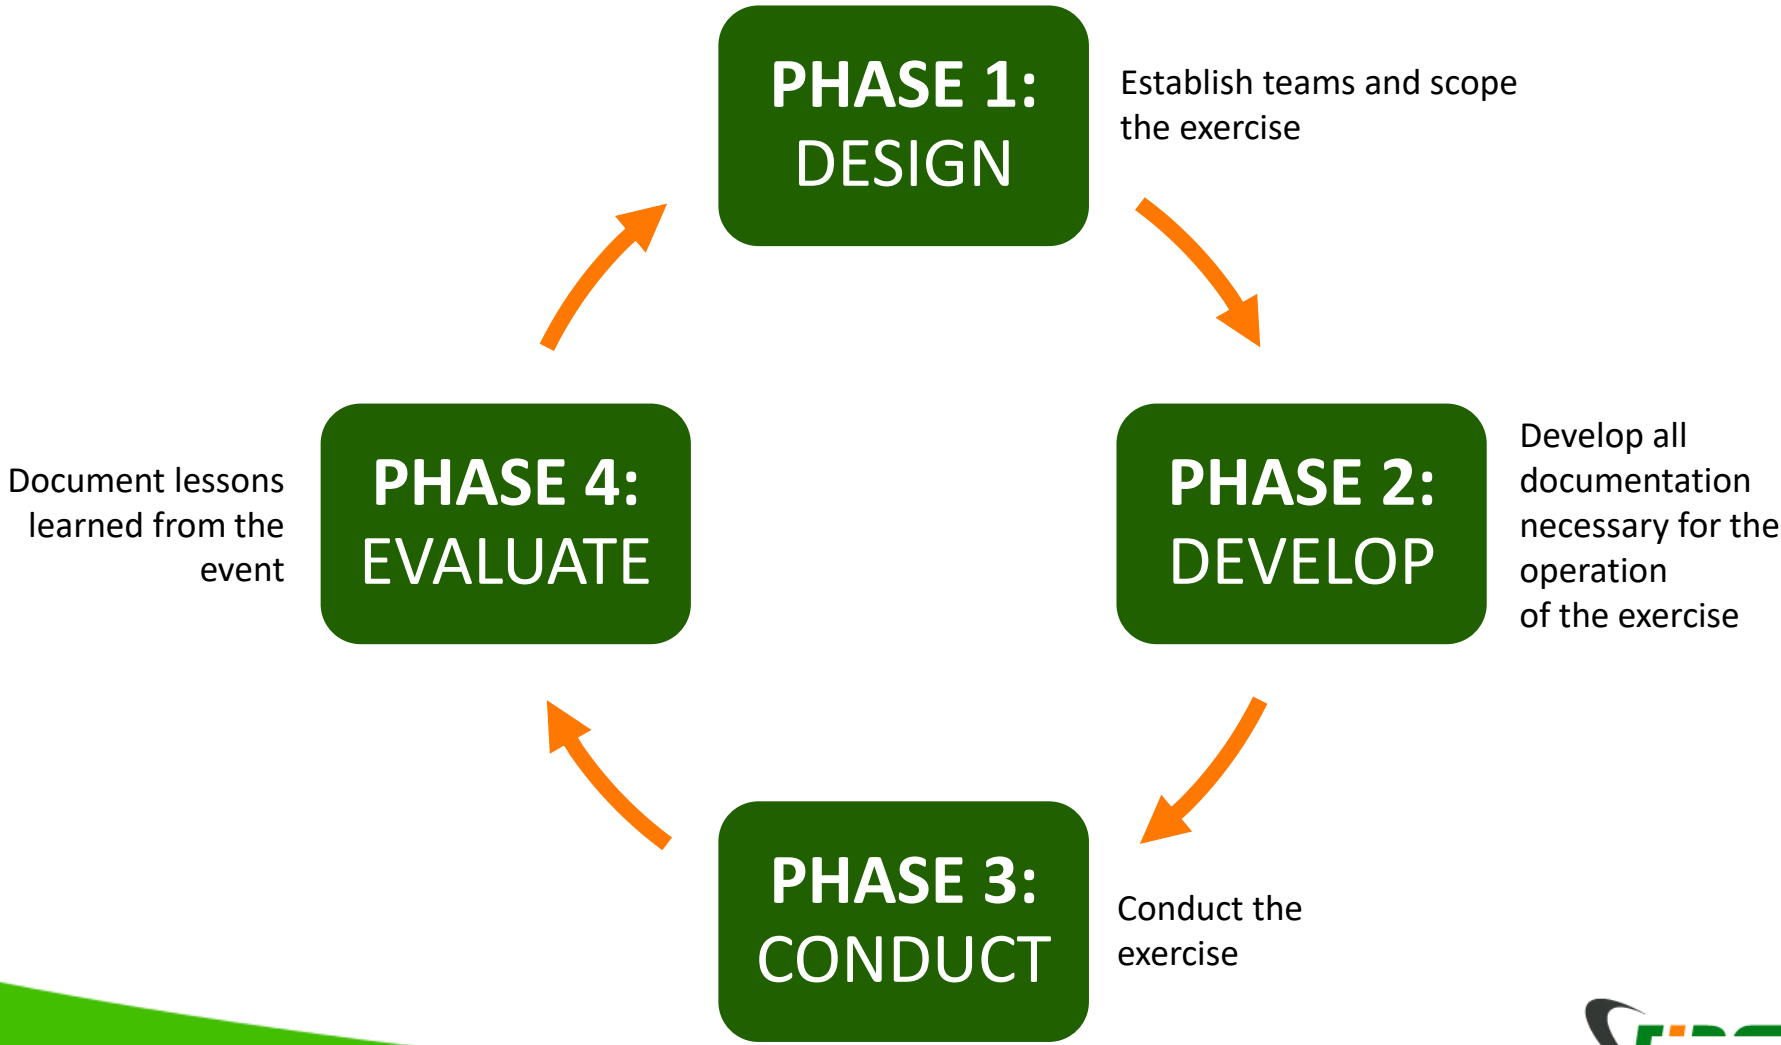 PHASE 1:
DESIGN
Establish teams and scope
the exercise
PHASE 2:
DEVELOP
Develop all
documentation
necessary for the
operation
of the exercise
PHASE 3:
CONDUCT
Conduct the
exercise
PHASE 4:
EVALUATE
Document lessons
learned from the
event